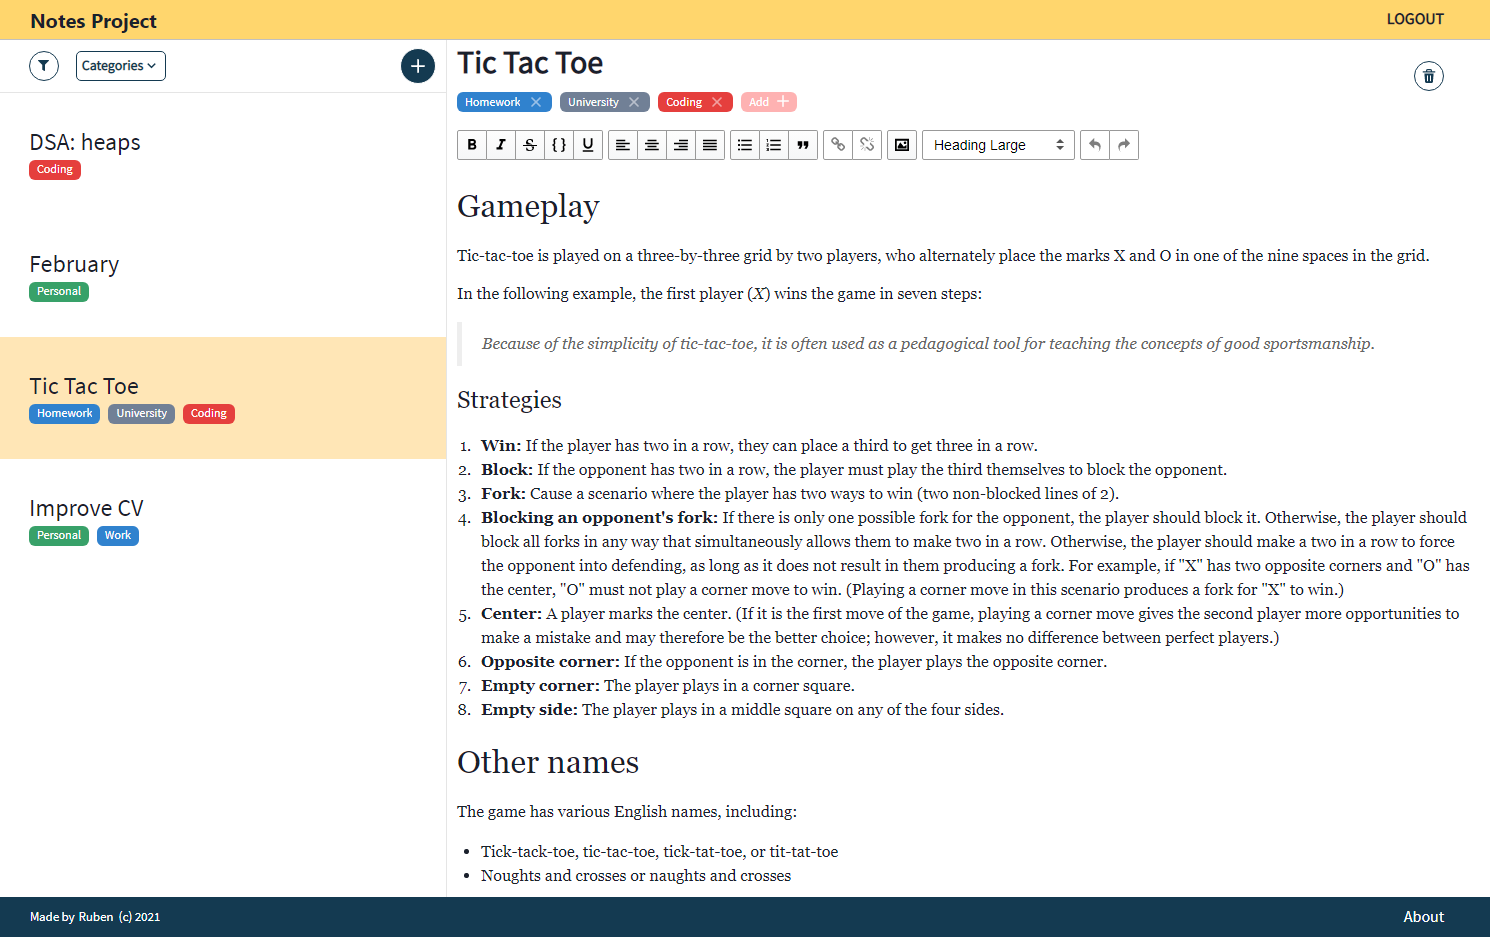 Notes Project
LOGOUT
Categories
DSA: heaps
Coding
February
Personal
Tic Tac Toe
Homework University Coding
Improve CV
Personal Work
Tic Tac Toe
Homework University Coding Add
B I S {} U Heading Large
Gameplay
Tic-tac-toe is played on a three-by-three grid by two players, who alternately place the marks X and O in one of the nine spaces in the grid.
In the following example, the first player (X) wins the game in seven steps:
Because of the simplicity of tic-tac-toe, it is often used as a pedagogical tool for teaching the concepts of good sportsmanship.
Strategies
1. Win: If the player has two in a row, they can place a third to get three in a row.
2. Block: If the opponent has two in a row, the player must play the third themselves to block the opponent.
3. Fork: Cause a scenario where the player has two ways to win (two non-blocked lines of 2).
4. Blocking an opponent's fork: If there is only one possible fork for the opponent, the player should block it. Otherwise, the player should
block all forks in any way that simultaneously allows them to make two in a row. Otherwise, the player should make a two in a row to force
the opponent into defending, as long as it does not result in them producing a fork. For example, if "X" has two opposite corners and "O" has
the center, "O" must not play a corner move to win. (Playing a corner move in this scenario produces a fork for "X" to win.)
5. Center: A player marks the center. (If it is the first move of the game, playing a corner move gives the second player more opportunities to
make a mistake and may therefore be the better choice; however, it makes no difference between perfect players.)
6. Opposite corner: If the opponent is in the corner, the player plays the opposite corner.
7. Empty corner: The player plays in a corner square.
8. Empty side: The player plays in a middle square on any of the four sides.
Other names
The game has various English names, including:
• Tick-tack-toe, tic-tac-toe, tick-tat-toe, or tit-tat-toe
• Noughts and crosses or naughts and crosses
Made by Ruben (c) 2021
About